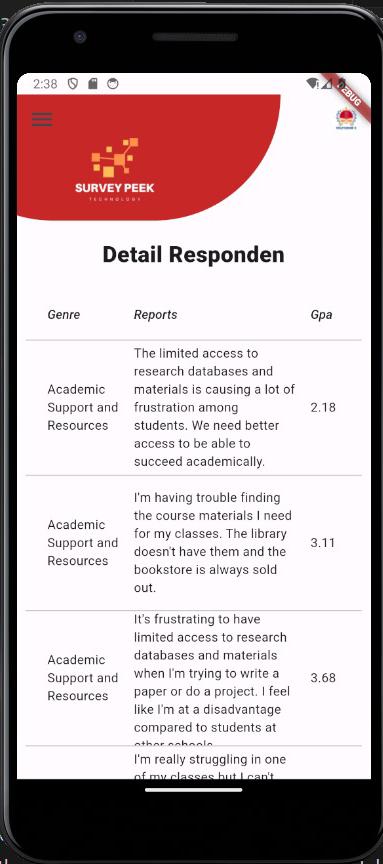 2:38
DEBUG
SURVEY PEEK
TECHNOLOGY
Detail Responden
Genre Reports Gpa
The limited access to
research databases and
materials is causing a lot of
frustration among
students. We need better
access to be able to
succeed academically.
Academic
Support and
Resources
2.18
I'm having trouble finding
the course materials I need
for my classes. The library
doesn't have them and the
bookstore is always sold
out.
Academic
Support and
Resources
3.11
It's frustrating to have
limited access to research
databases and materials
when I'm trying to write a
paper or do a project. I feel
like I'm at a disadvantage
compared to students at
other schools.
Academic
Support and
Resources
3.68
I'm really struggling in one
of my classes but I can't